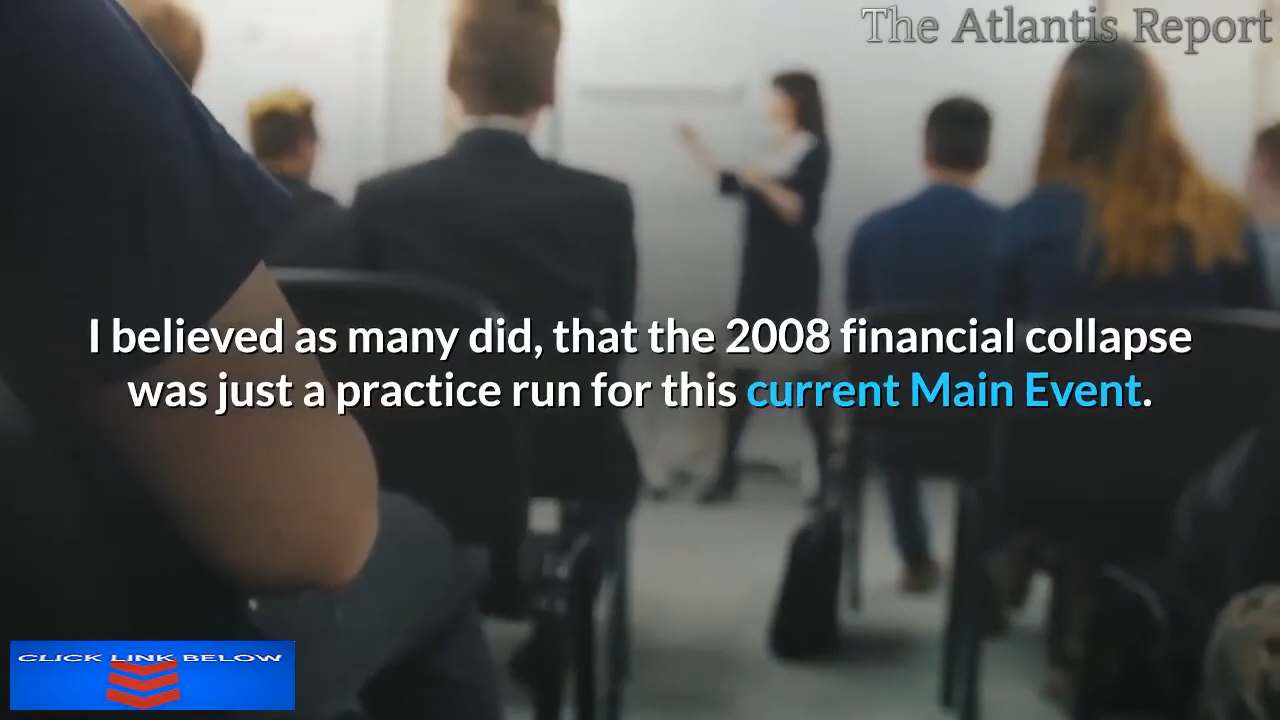 The Atlantis Report
I believed as many did, that the 2008 financial collapse
was just a practice run for this current Main Event.
CLICK LINK BELOW